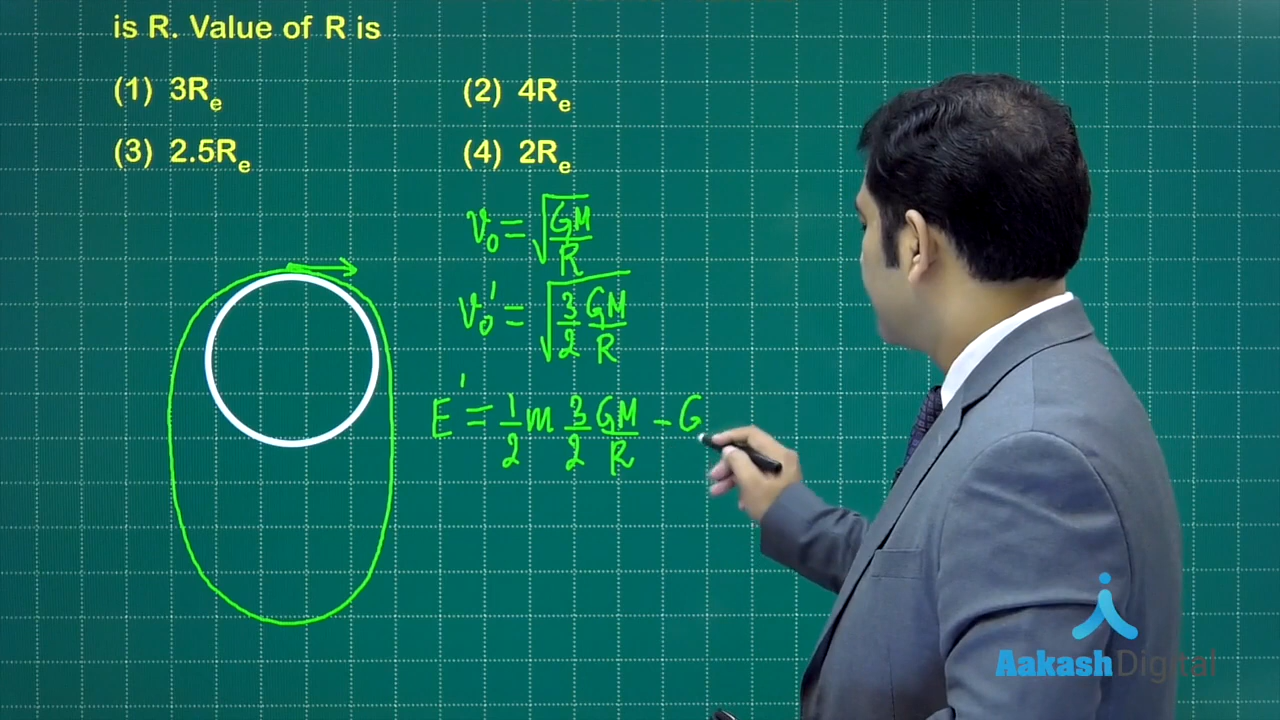 is R. Value of R is
(1) 3Re
(2) 4Re
(3) 2.5Re
(4) 2Re
v₀ = √(GM/R)
v₀' = √(3/2 GM/R)
E' = 1/2 m 3/2 GM/R − G
Aakash Digital